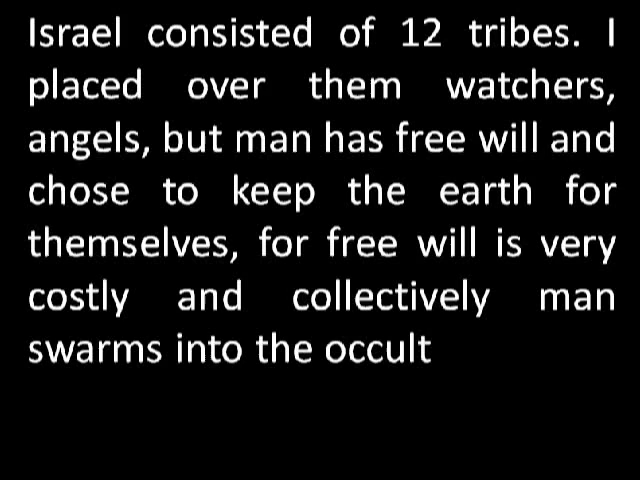 Israel consisted of 12 tribes. I
placed over them watchers,
angels, but man has free will and
chose to keep the earth for
themselves, for free will is very
costly and collectively man
swarms into the occult